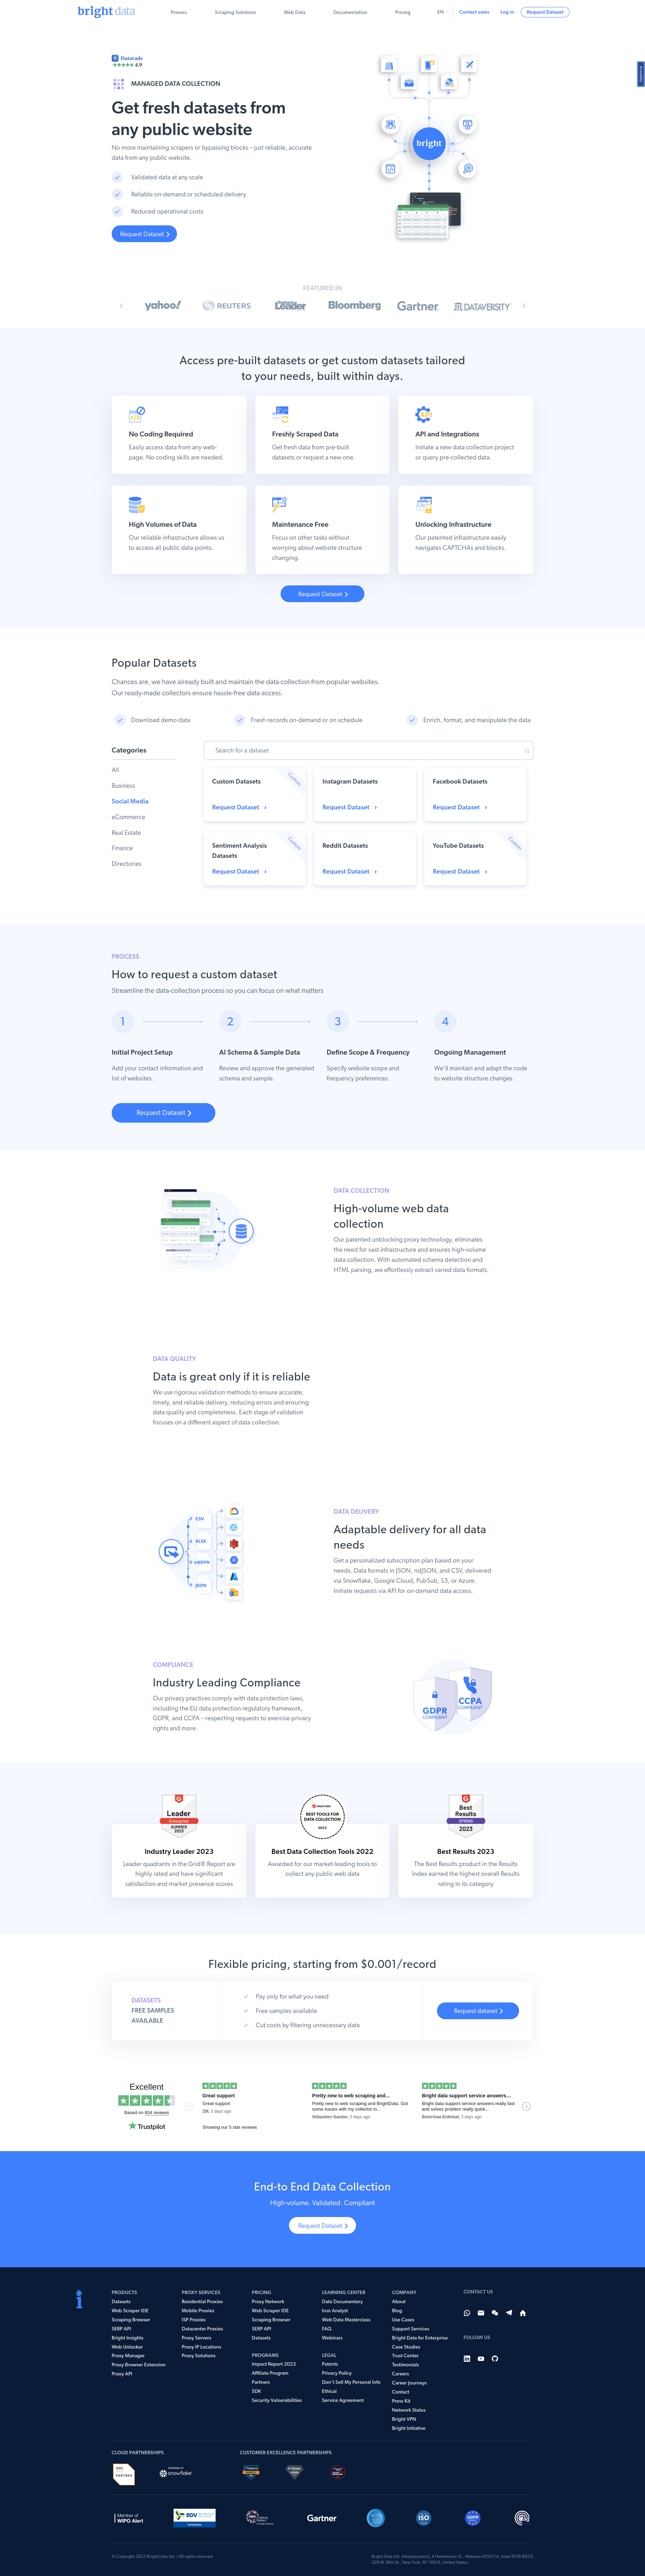 bright data
Proxies
Scraping Solutions
Web Data
Documentation
Pricing
EN
Contact sales
Log in
Request Dataset
Datarade
4.9
MANAGED DATA COLLECTION
Get fresh datasets from
any public website
No more maintaining scrapers or bypassing blocks – just reliable, accurate
data from any public website.
Validated data at any scale
Reliable on-demand or scheduled delivery
Reduced operational costs
Request Dataset
bright
FEATURED IN
yahoo!
REUTERS
Leader
Bloomberg
Gartner
DATAVERSITY
Access pre-built datasets or get custom datasets tailored
to your needs, built within days.
No Coding Required
Easily access data from any web-
page. No coding skills are needed.
Freshly Scraped Data
Get fresh data from pre-built
datasets or request a new one.
API
API and Integrations
Initiate a new data collection project
or query pre-collected data.
High Volumes of Data
Our reliable infrastructure allows us
to access all public data points.
Maintenance Free
Focus on other tasks without
worrying about website structure
changing.
Unlocking Infrastructure
Our patented infrastructure easily
navigates CAPTCHAs and blocks.
Request Dataset
Popular Datasets
Chances are, we have already built and maintain the data collection from popular websites.
Our ready-made collectors ensure hassle-free data access.
Download demo data
Fresh records on-demand or on schedule
Enrich, format, and manipulate the data
Categories
All
Business
Social Media
eCommerce
Real Estate
Finance
Directories
Search for a dataset
Custom Datasets
Custom
Request Dataset
Instagram Datasets
Request Dataset
Facebook Datasets
Request Dataset
Sentiment Analysis
Datasets
Custom
Request Dataset
Reddit Datasets
Request Dataset
YouTube Datasets
Custom
Request Dataset
PROCESS
How to request a custom dataset
Streamline the data-collection process so you can focus on what matters
1
2
3
4
Initial Project Setup
Add your contact information and
list of websites.
AI Schema & Sample Data
Review and approve the generated
schema and sample.
Define Scope & Frequency
Specify website scope and
frequency preferences.
Ongoing Management
We'll maintain and adapt the code
to website structure changes.
Request Dataset
DATA COLLECTION
High-volume web data
collection
Our patented unblocking proxy technology, eliminates
the need for vast infrastructure and ensures high-volume
data collection. With automated schema detection and
HTML parsing, we effortlessly extract varied data formats.
DATA QUALITY
Data is great only if it is reliable
We use rigorous validation methods to ensure accurate,
timely, and reliable delivery, reducing errors and ensuring
data quality and completeness. Each stage of validation
focuses on a different aspect of data collection.
CSV
XLSX
ndJSON
JSON
DATA DELIVERY
Adaptable delivery for all data
needs
Get a personalized subscription plan based on your
needs. Data formats in JSON, ndJSON, and CSV, delivered
via Snowflake, Google Cloud, PubSub, S3, or Azure.
Initiate requests via API for on-demand data access.
COMPLIANCE
Industry Leading Compliance
Our privacy practices comply with data protection laws,
including the EU data protection regulatory framework,
GDPR, and CCPA – respecting requests to exercise privacy
rights and more.
GDPR
COMPLIANT
CCPA
COMPLIANT
Leader
Enterprise
SUMMER
2023
Industry Leader 2023
Leader quadrants in the Grid® Report are
highly rated and have significant
satisfaction and market presence scores
BEST TOOLS FOR
DATA COLLECTION
2022
Best Data Collection Tools 2022
Awarded for our market-leading tools to
collect any public web data
Best
Results
SPRING
2023
Best Results 2023
The Best Results product in the Results
Index earned the highest overall Results
rating in its category
Flexible pricing, starting from $0.001/record
DATASETS
FREE SAMPLES
AVAILABLE
Pay only for what you need
Free samples available
Cut costs by filtering unnecessary data
Request dataset
Excellent
Based on 604 reviews
Trustpilot
Great support
Great support
ZM, 3 days ago
Showing our 5 star reviews
Pretty new to web scraping and…
Pretty new to web scraping and BrightData. Got
some issues with my collector in…
Sébastien Gautier, 3 days ago
Bright data support service answers…
Bright data support service answers really fast
and solves problem really quick…
Bolormaa Enkhbat, 3 days ago
End-to End Data Collection
High-volume. Validated. Compliant
Request Dataset
PRODUCTS
Datasets
Web Scraper IDE
Scraping Browser
SERP API
Bright Insights
Web Unlocker
Proxy Manager
Proxy Browser Extension
Proxy API
PROXY SERVICES
Residential Proxies
Mobile Proxies
ISP Proxies
Datacenter Proxies
Proxy Servers
Proxy IP Locations
Proxy Solutions
PRICING
Proxy Network
Web Scraper IDE
Scraping Browser
SERP API
Datasets
PROGRAMS
Impact Report 2023
Affiliate Program
Partners
SDK
Security Vulnerabilities
LEARNING CENTER
Data Documentary
Iron Analyst
Web Data Masterclass
FAQ
Webinars
LEGAL
Patents
Privacy Policy
Don't Sell My Personal Info
Ethical
Service Agreement
COMPANY
About
Blog
Use Cases
Support Services
Bright Data for Enterprise
Case Studies
Trust Center
Testimonials
Careers
Career Journeys
Contact
Press Kit
Network Status
Bright VPN
Bright Initiative
CONTACT US
FOLLOW US
CLOUD PARTNERSHIPS
aws
PARTNER
snowflake
CUSTOMER EXCELLENCE PARTNERSHIPS
Member of
WIPO Alert
BDV
Gartner
ISO
GDPR
© Copyright 2023 Bright Data Ltd. | All rights reserved
Bright Data Ltd. (Headquarters), 4 Hamahshev St., Netanya 4250714, Israel (POB 8025)
220 W 38th St., New York, NY 10018, United States.